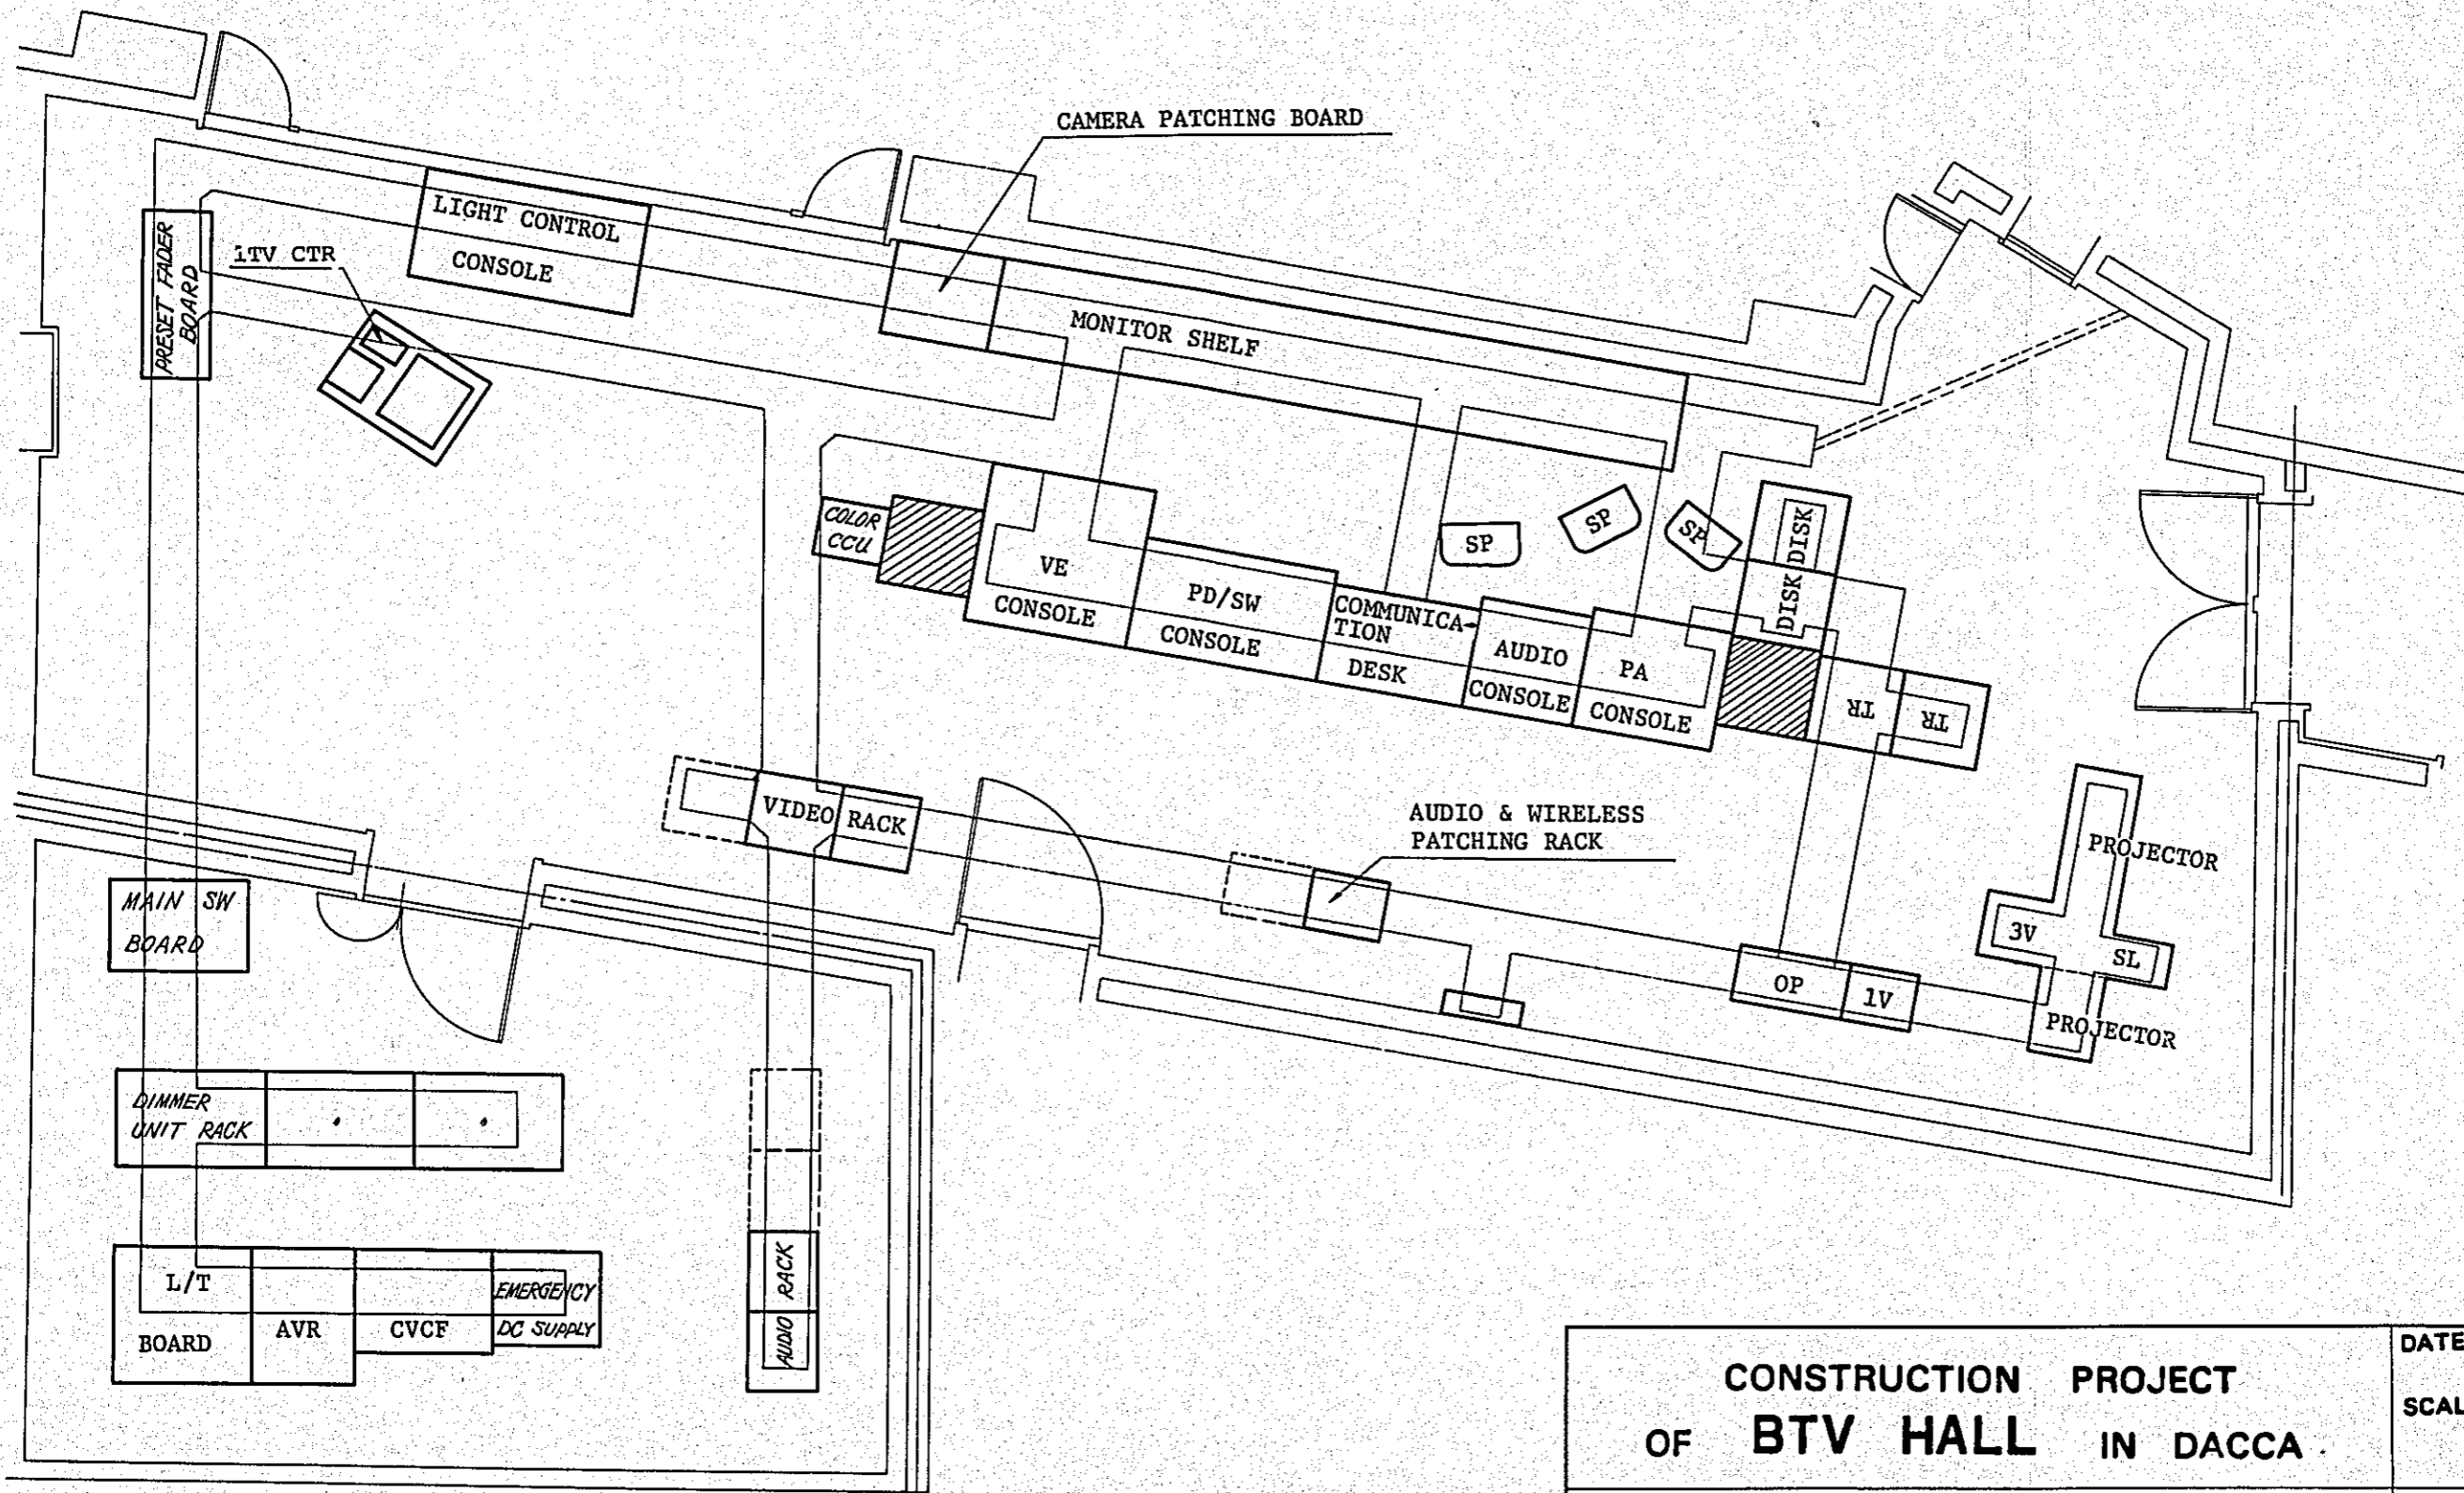 CAMERA PATCHING BOARD
LIGHT CONTROL
CONSOLE
PRESET FADER
BOARD
iTV CTR
MONITOR SHELF
COLOR
CCU
VE
CONSOLE
PD/SW
CONSOLE
COMMUNICA-
TION
DESK
AUDIO
CONSOLE
PA
CONSOLE
SP
SP
SP
DISK
DISK
TR
TR
VIDEO RACK
AUDIO & WIRELESS
PATCHING RACK
PROJECTOR
3V
SL
OP
1V
PROJECTOR
MAIN SW
BOARD
DIMMER
UNIT RACK
L/T
BOARD
AVR
CVCF
EMERGENCY
DC SUPPLY
AUDIO RACK
CONSTRUCTION PROJECT
OF BTV HALL IN DACCA
DATE
SCAL